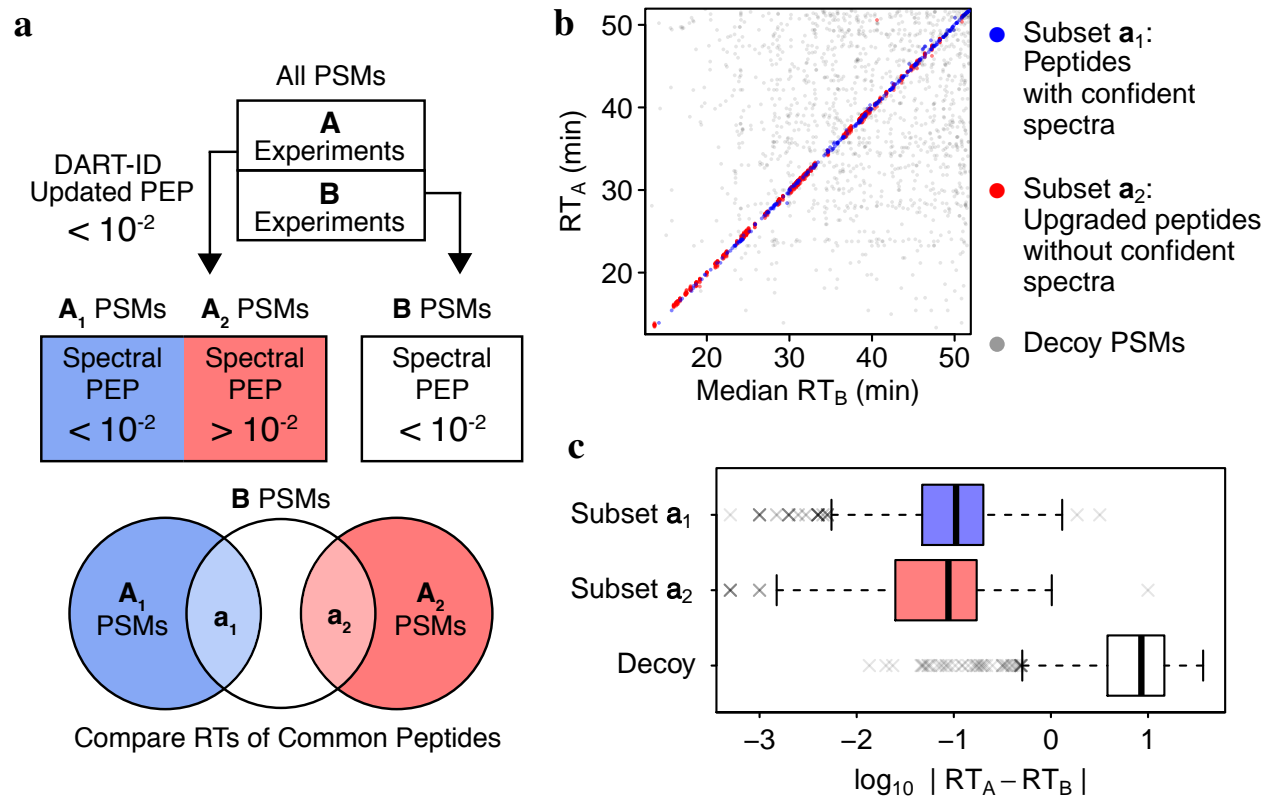 a
All PSMs
A
Experiments
B
Experiments
DART-ID
Updated PEP
< 10⁻²
A₁ PSMs
A₂ PSMs
B PSMs
Spectral
PEP
< 10⁻²
Spectral
PEP
> 10⁻²
Spectral
PEP
< 10⁻²
B PSMs
A₁
PSMs
a₁
a₂
A₂
PSMs
Compare RTs of Common Peptides
b
RT_A (min)
50
40
30
20
20 30 40 50
Median RT_B (min)
Subset a₁:
Peptides
with confident
spectra
Subset a₂:
Upgraded peptides
without confident
spectra
Decoy PSMs
c
Subset a₁
Subset a₂
Decoy
−3 −2 −1 0 1
log₁₀ | RT_A − RT_B |